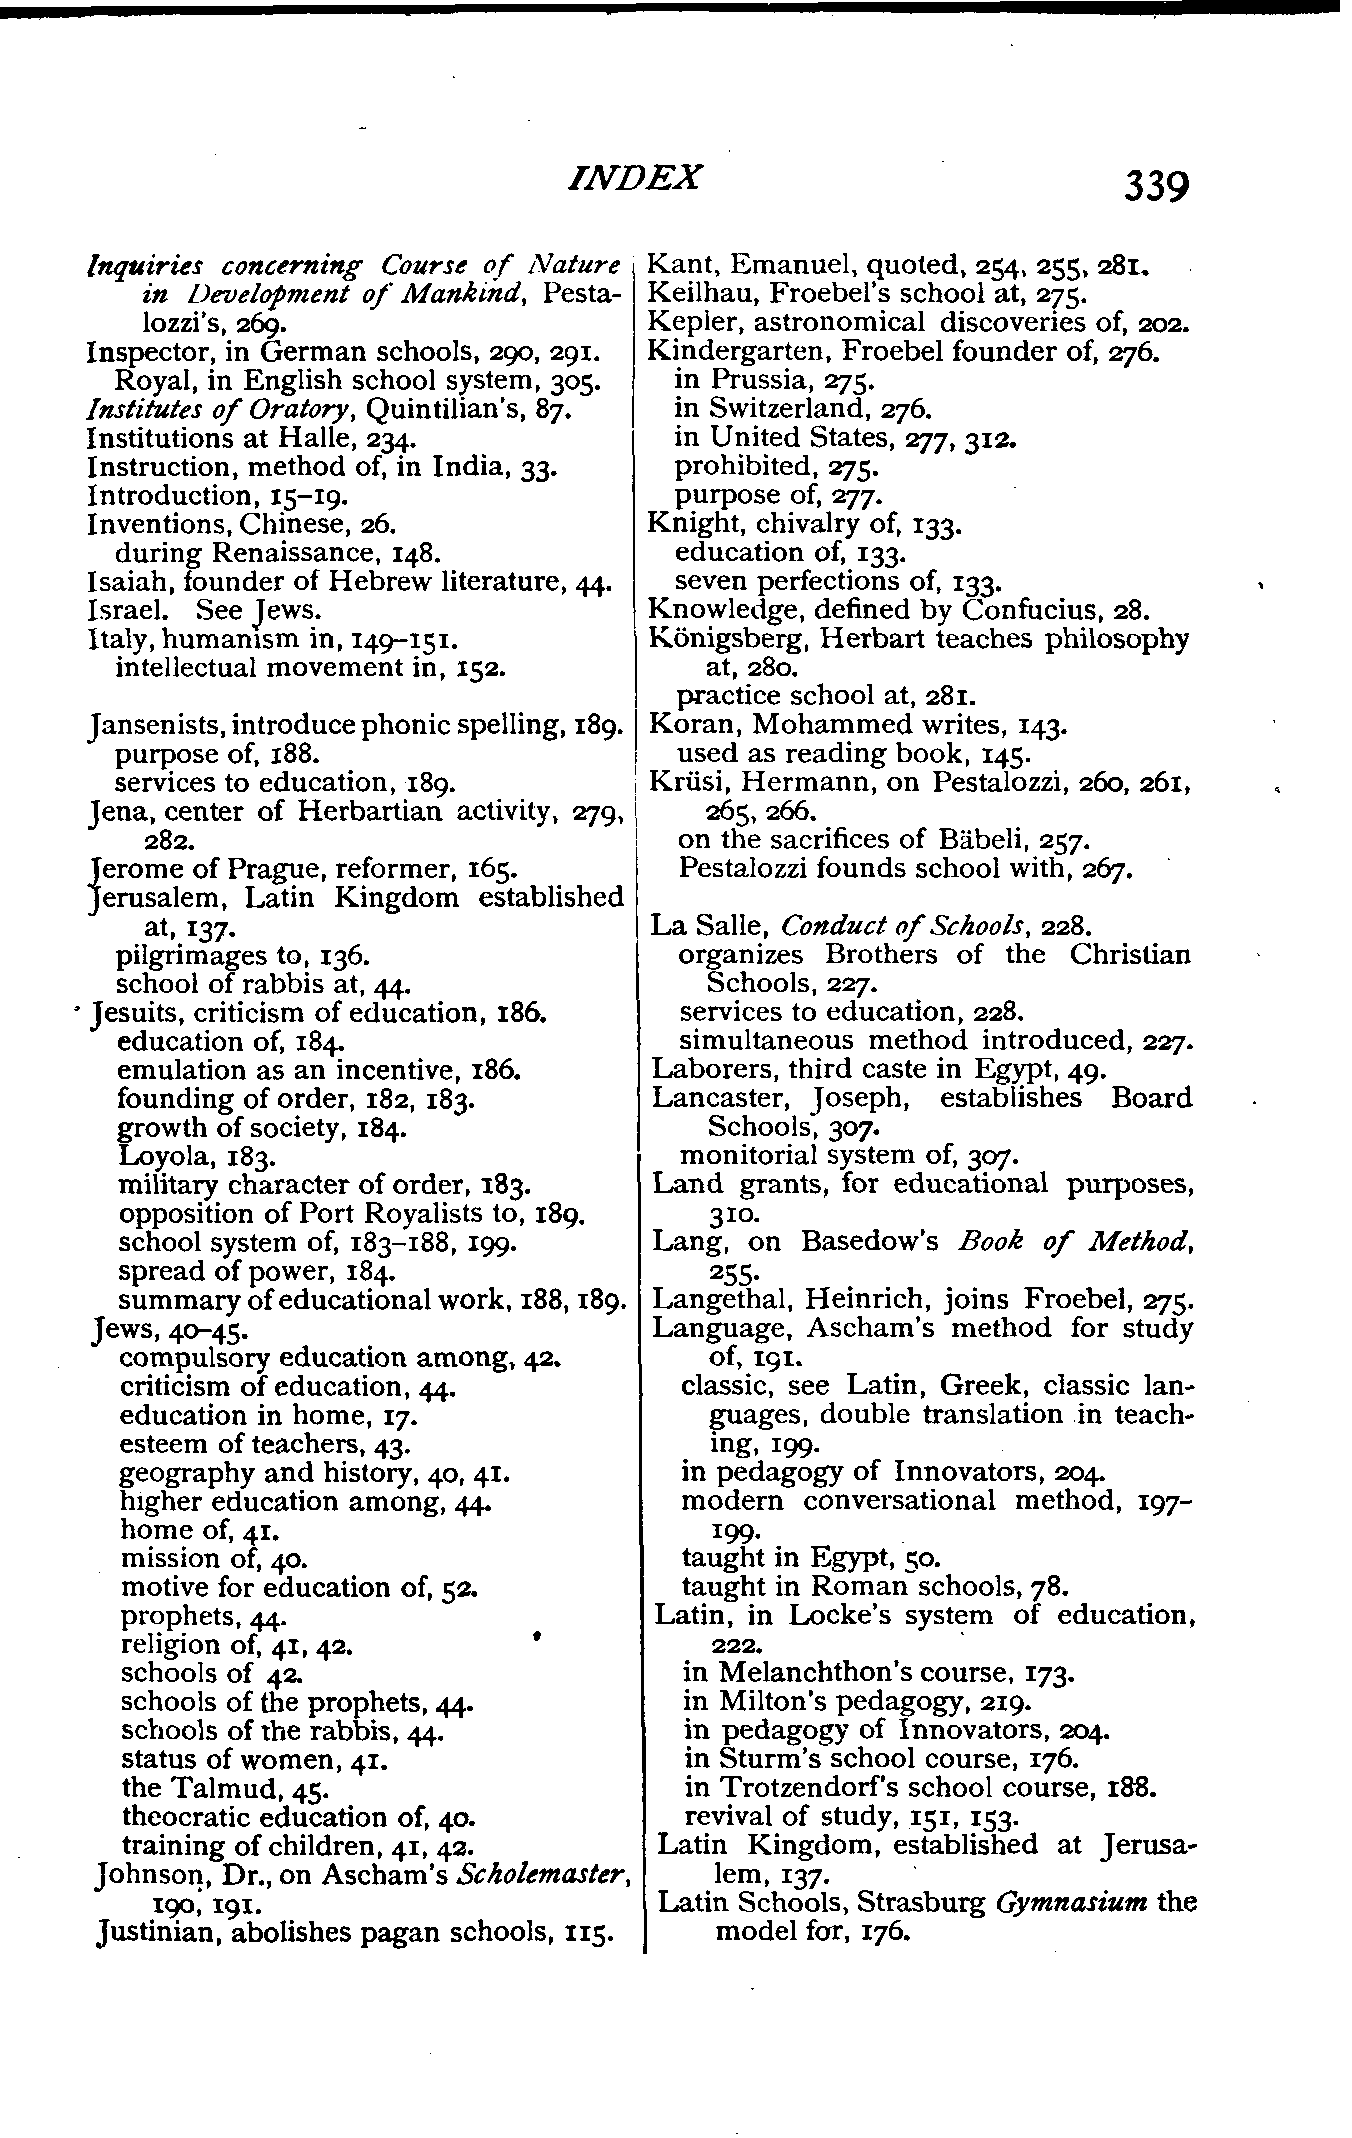 INDEX
339
Inquiries concerning Course of Nature
in Development of Mankind, Pesta-
lozzi's, 269.
Inspector, in German schools, 290, 291.
Royal, in English school system, 305.
Institutes of Oratory, Quintilian's, 87.
Institutions at Halle, 234.
Instruction, method of, in India, 33.
Introduction, 15–19.
Inventions, Chinese, 26.
during Renaissance, 148.
Isaiah, founder of Hebrew literature, 44.
Israel. See Jews.
Italy, humanism in, 149–151.
intellectual movement in, 152.
Jansenists, introduce phonic spelling, 189.
purpose of, 188.
services to education, 189.
Jena, center of Herbartian activity, 279,
282.
Jerome of Prague, reformer, 165.
Jerusalem, Latin Kingdom established
at, 137.
pilgrimages to, 136.
school of rabbis at, 44.
Jesuits, criticism of education, 186.
education of, 184.
emulation as an incentive, 186.
founding of order, 182, 183.
growth of society, 184.
Loyola, 183.
military character of order, 183.
opposition of Port Royalists to, 189.
school system of, 183–188, 199.
spread of power, 184.
summary of educational work, 188, 189.
Jews, 40–45.
compulsory education among, 42.
criticism of education, 44.
education in home, 17.
esteem of teachers, 43.
geography and history, 40, 41.
higher education among, 44.
home of, 41.
mission of, 40.
motive for education of, 52.
prophets, 44.
religion of, 41, 42.
schools of 42.
schools of the prophets, 44.
schools of the rabbis, 44.
status of women, 41.
the Talmud, 45.
theocratic education of, 40.
training of children, 41, 42.
Johnson, Dr., on Ascham's Scholemaster,
190, 191.
Justinian, abolishes pagan schools, 115.
Kant, Emanuel, quoted, 254, 255, 281.
Keilhau, Froebel's school at, 275.
Kepler, astronomical discoveries of, 202.
Kindergarten, Froebel founder of, 276.
in Prussia, 275.
in Switzerland, 276.
in United States, 277, 312.
prohibited, 275.
purpose of, 277.
Knight, chivalry of, 133.
education of, 133.
seven perfections of, 133.
Knowledge, defined by Confucius, 28.
Königsberg, Herbart teaches philosophy
at, 280.
practice school at, 281.
Koran, Mohammed writes, 143.
used as reading book, 145.
Krüsi, Hermann, on Pestalozzi, 260, 261,
265, 266.
on the sacrifices of Bäbeli, 257.
Pestalozzi founds school with, 267.
La Salle, Conduct of Schools, 228.
organizes Brothers of the Christian
Schools, 227.
services to education, 228.
simultaneous method introduced, 227.
Laborers, third caste in Egypt, 49.
Lancaster, Joseph, establishes Board
Schools, 307.
monitorial system of, 307.
Land grants, for educational purposes,
310.
Lang, on Basedow's Book of Method,
255.
Langethal, Heinrich, joins Froebel, 275.
Language, Ascham's method for study
of, 191.
classic, see Latin, Greek, classic lan-
guages, double translation in teach-
ing, 199.
in pedagogy of Innovators, 204.
modern conversational method, 197–
199.
taught in Egypt, 50.
taught in Roman schools, 78.
Latin, in Locke's system of education,
222.
in Melanchthon's course, 173.
in Milton's pedagogy, 219.
in pedagogy of Innovators, 204.
in Sturm's school course, 176.
in Trotzendorf's school course, 188.
revival of study, 151, 153.
Latin Kingdom, established at Jerusa-
lem, 137.
Latin Schools, Strasburg Gymnasium the
model for, 176.